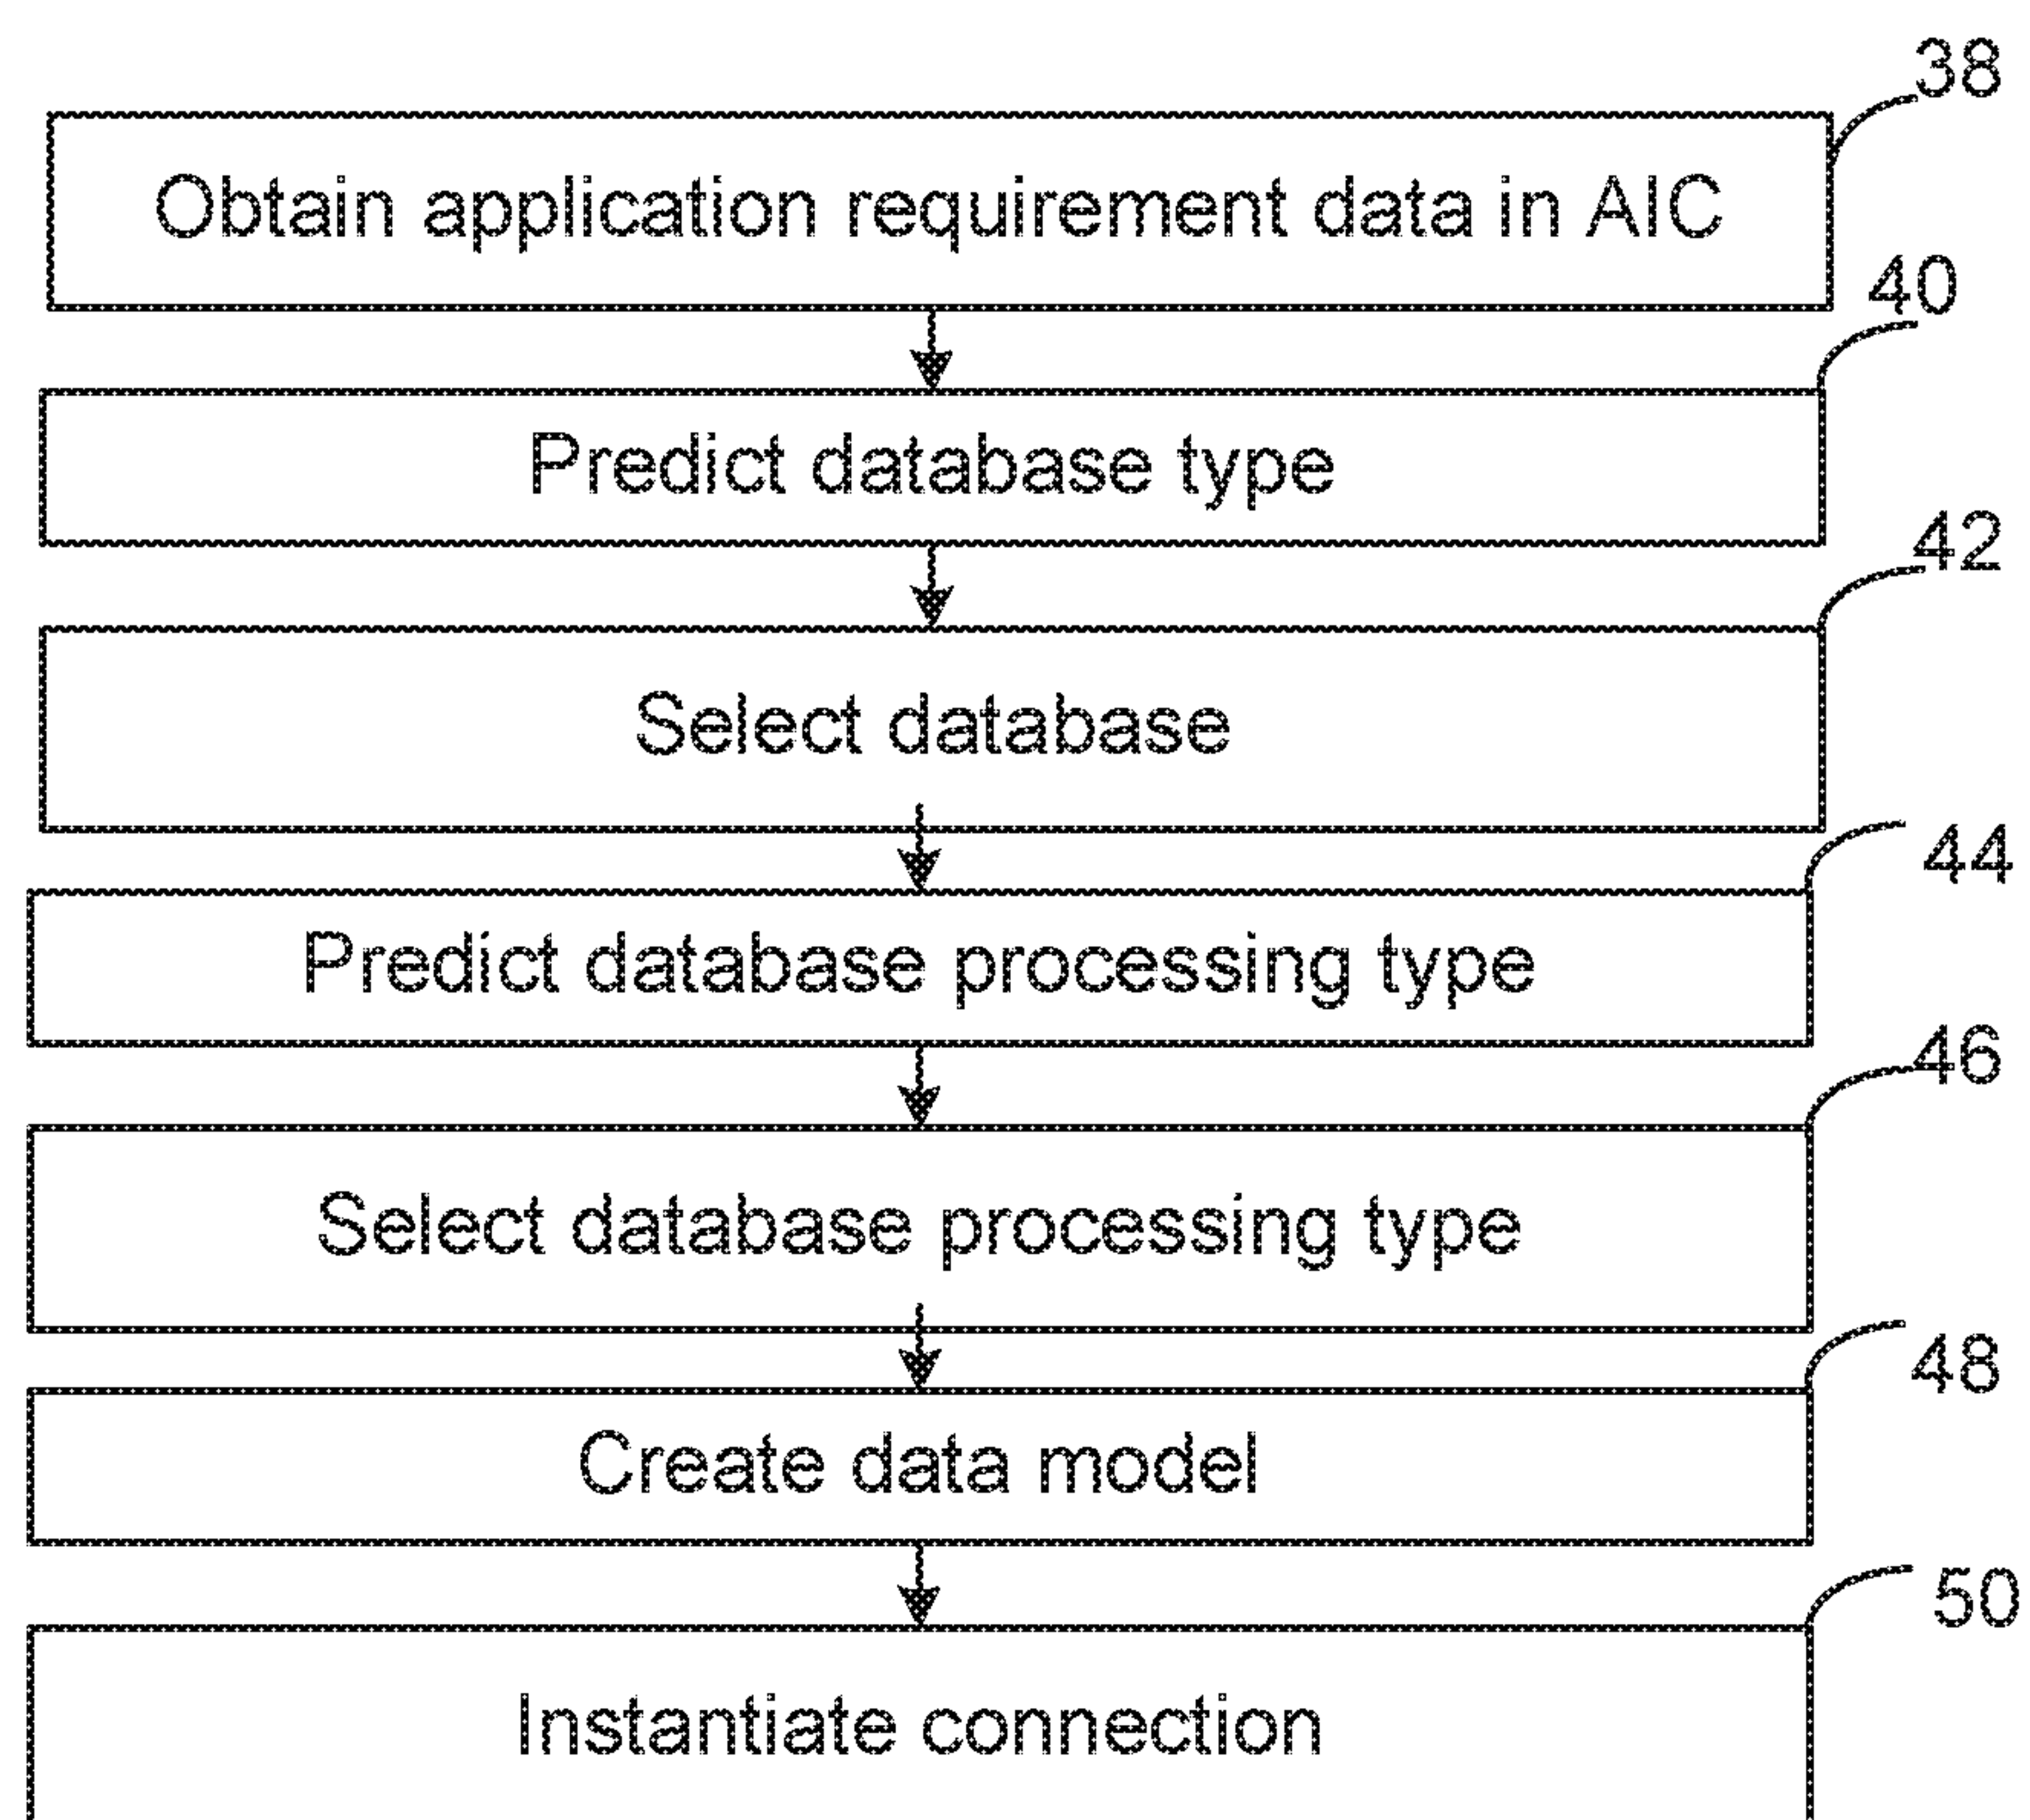 38
Obtain application requirement data in AIC
40
Predict database type
42
Select database
44
Predict database processing type
46
Select database processing type
48
Create data model
50
Instantiate connection